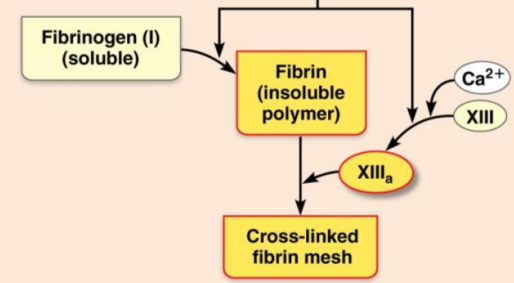 Fibrinogen (I)
(soluble)
Fibrin
(insoluble
polymer)
Ca²⁺
XIII
XIIIₐ
Cross-linked
fibrin mesh